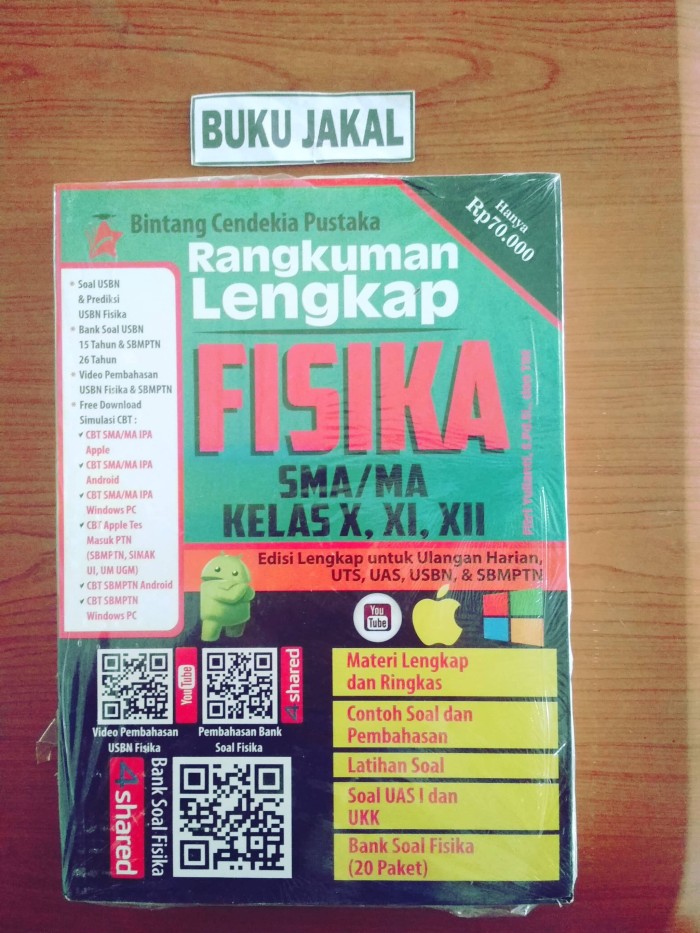 BUKU JAKAL
Bintang Cendekia Pustaka
Hanya
Rp70.000
Rangkuman
Lengkap
FISIKA
SMA/MA
KELAS X, XI, XII
Edisi Lengkap untuk Ulangan Harian,
UTS, UAS, USBN, & SBMPTN
Soal USBN
& Prediksi
USBN Fisika
Bank Soal USBN
15 Tahun & SBMPTN
26 Tahun
Video Pembahasan
USBN Fisika & SBMPTN
Free Download
Simulasi CBT :
CBT SMA/MA IPA
Apple
CBT SMA/MA IPA
Android
CBT SMA/MA IPA
Windows PC
CBT Apple Tes
Masuk PTN
(SBMPTN, SIMAK
UI, UM UGM)
CBT SBMPTN Android
CBT SBMPTN
Windows PC
You
Tube
YouTube
4shared
Video Pembahasan
USBN Fisika
Pembahasan Bank
Soal Fisika
4shared
Bank Soal Fisika
Materi Lengkap
dan Ringkas
Contoh Soal dan
Pembahasan
Latihan Soal
Soal UAS I dan
UKK
Bank Soal Fisika
(20 Paket)